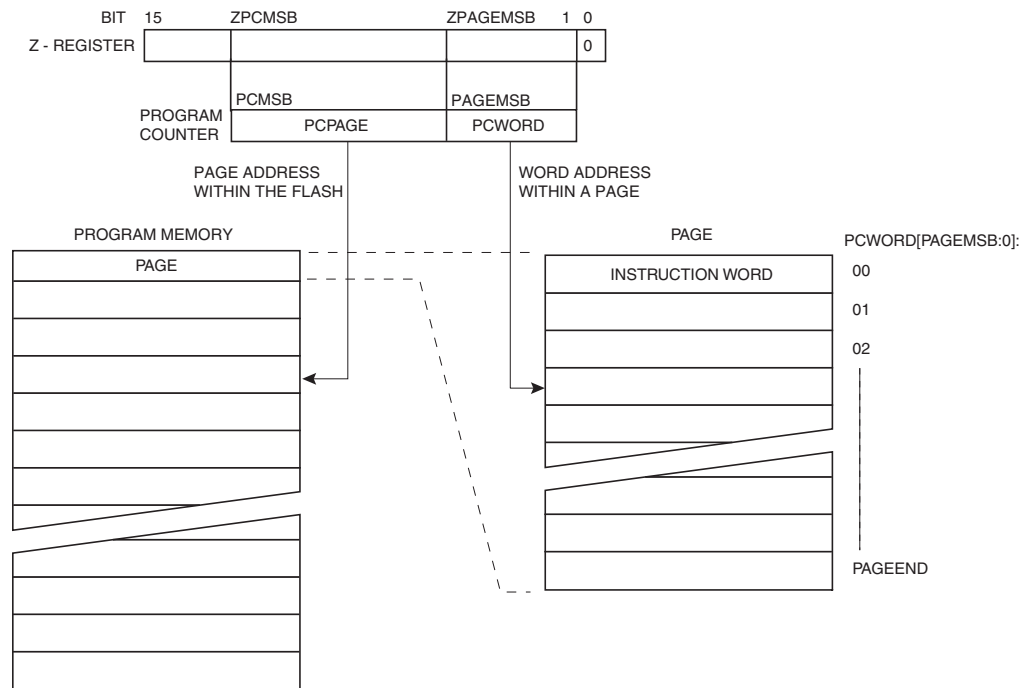 BIT 15 ZPCMSB ZPAGEMSB 1 0
Z - REGISTER 0
PCMSB PAGEMSB
PROGRAM
COUNTER
PCPAGE PCWORD
PAGE ADDRESS
WITHIN THE FLASH
WORD ADDRESS
WITHIN A PAGE
PROGRAM MEMORY
PAGE
PAGE
PCWORD[PAGEMSB:0]:
INSTRUCTION WORD
00
01
02
PAGEEND